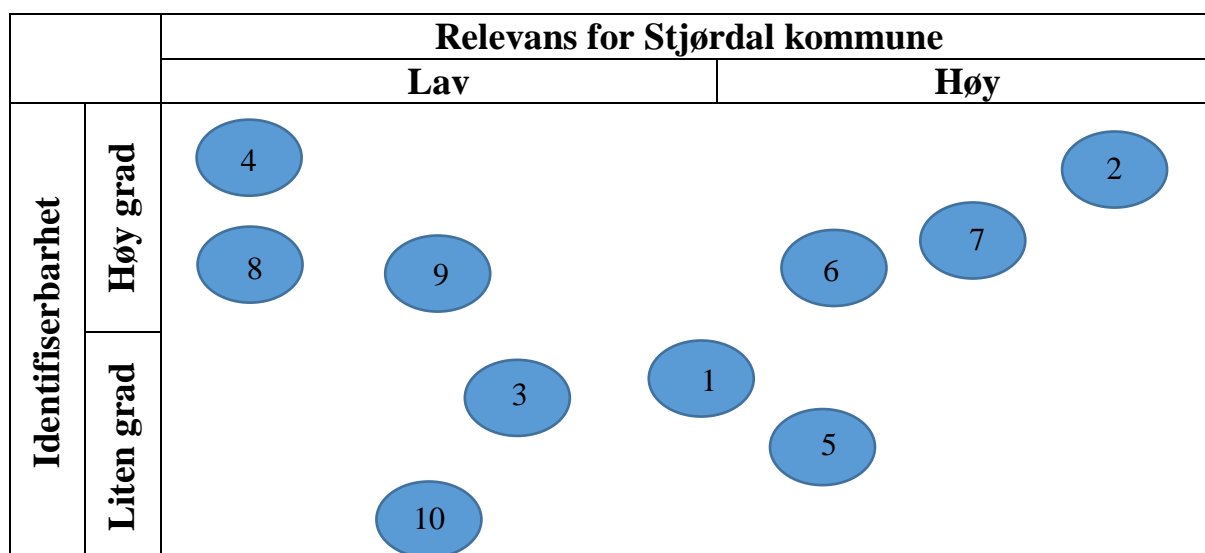 Relevans for Stjørdal kommune
Lav Høy
Identifiserbarhet
Høy grad
4
2
7
8
9
6
Liten grad
1
3
5
10